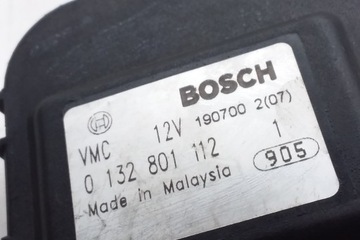 BOSCH
VMC 12V 190700 2(07)
0 132 801 112 1
Made in Malaysia 905